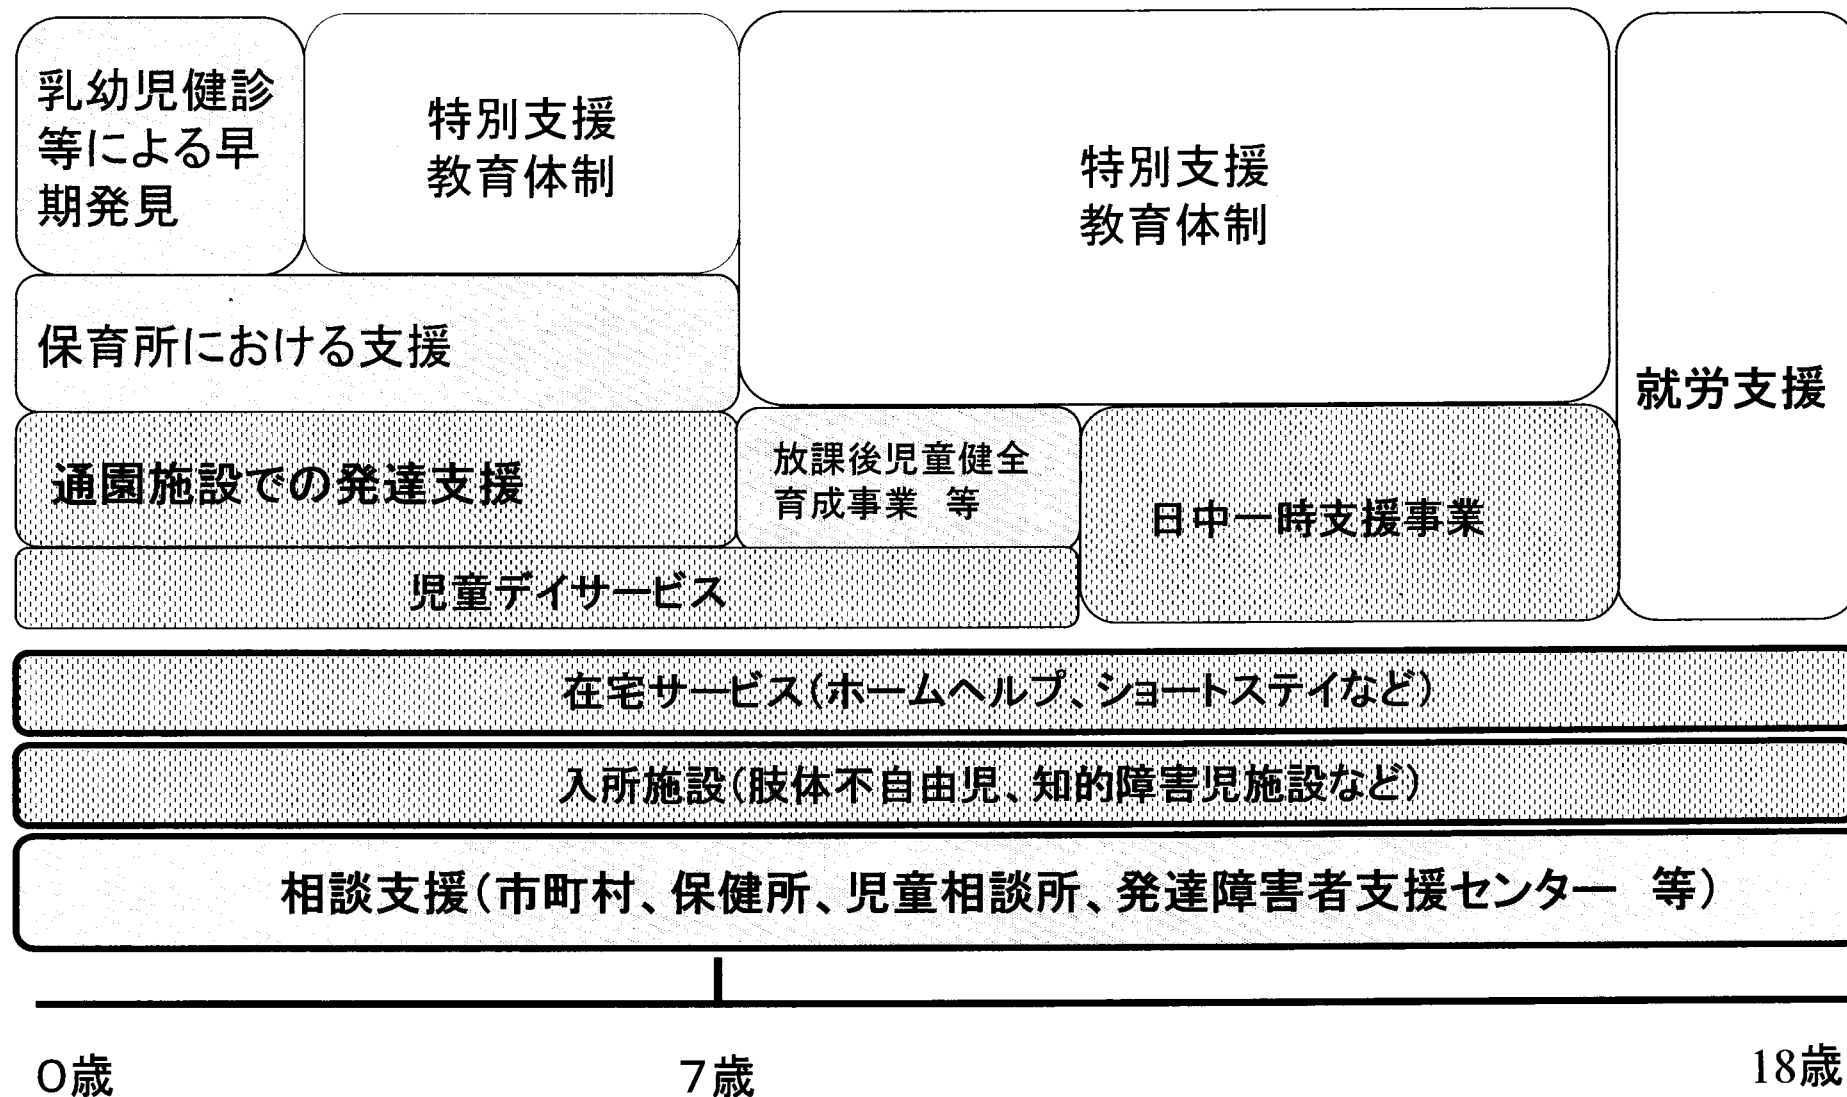 乳幼児健診
等による早
期発見
特別支援
教育体制
特別支援
教育体制
保育所における支援
就労支援
通園施設での発達支援
放課後児童健全
育成事業　等
日中一時支援事業
児童デイサービス
在宅サービス(ホームヘルプ、ショートステイなど)
入所施設(肢体不自由児、知的障害児施設など)
相談支援(市町村、保健所、児童相談所、発達障害者支援センター　等)
0歳
7歳
18歳